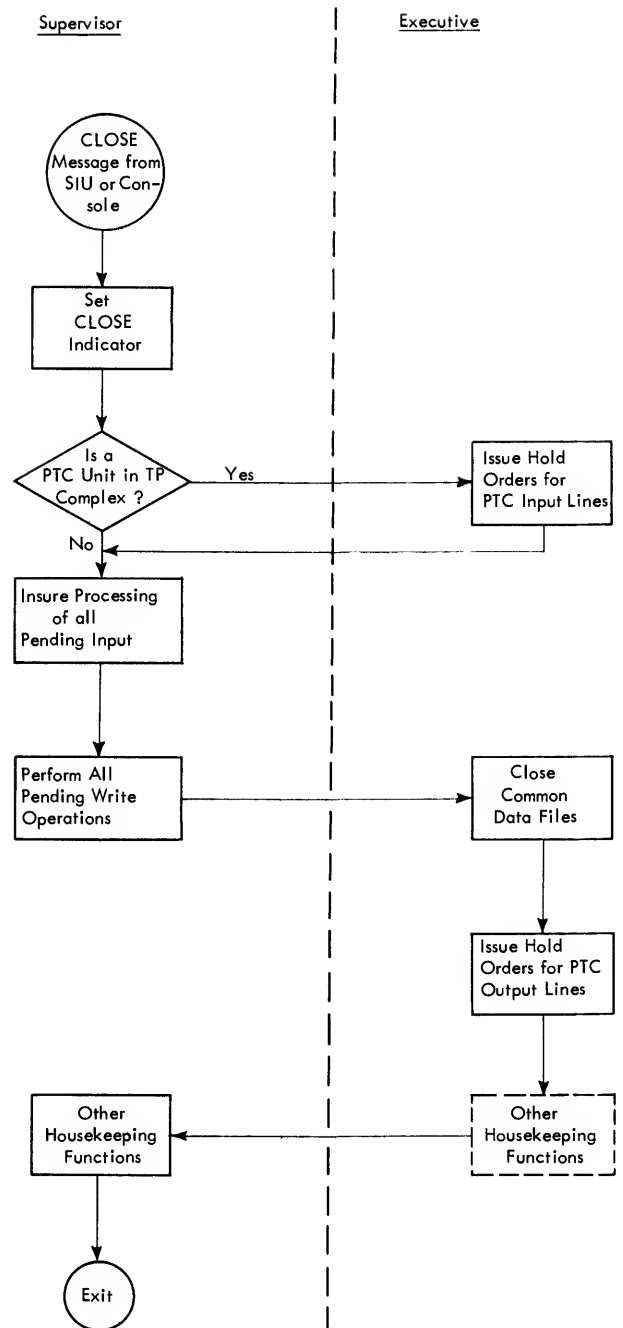 Supervisor
Executive
CLOSE
Message from
SIU or Con-
sole
Set
CLOSE
Indicator
Is a
PTC Unit in TP
Complex ?
Yes
Issue Hold
Orders for
PTC Input Lines
No
Insure Processing
of all
Pending Input
Perform All
Pending Write
Operations
Close
Common
Data Files
Issue Hold
Orders for PTC
Output Lines
Other
Housekeeping
Functions
Other
Housekeeping
Functions
Exit